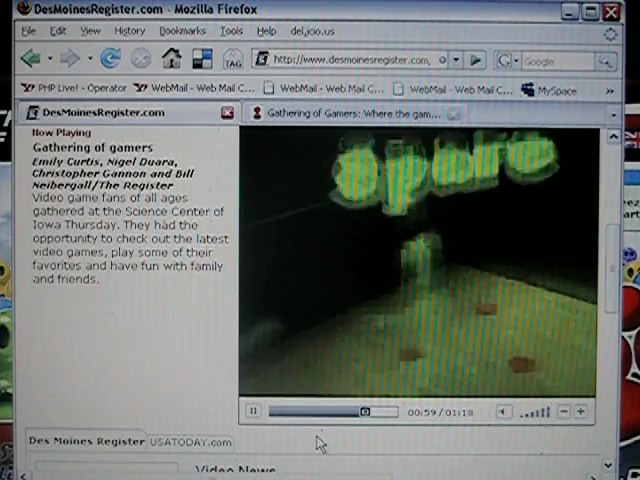 DesMoinesRegister.com - Mozilla Firefox
File Edit View History Bookmarks Tools Help del.icio.us
TAG http://www.desmoinesregister.com, Google
PHP Live! - Operator WebMail - Web Mail C... WebMail - Web Mail C... WebMail - Web Mail C... MySpace »
DesMoinesRegister.com Gathering of Gamers: Where the gam...
Now Playing
Gathering of gamers
Emily Curtis, Nigel Duara,
Christopher Gannon and Bill
Neibergall/The Register
Video game fans of all ages
gathered at the Science Center of
Iowa Thursday. They had the
opportunity to check out the latest
video games, play some of their
favorites and have fun with family
and friends.
00:59/01:18
Des Moines Register USATODAY.com
Video News